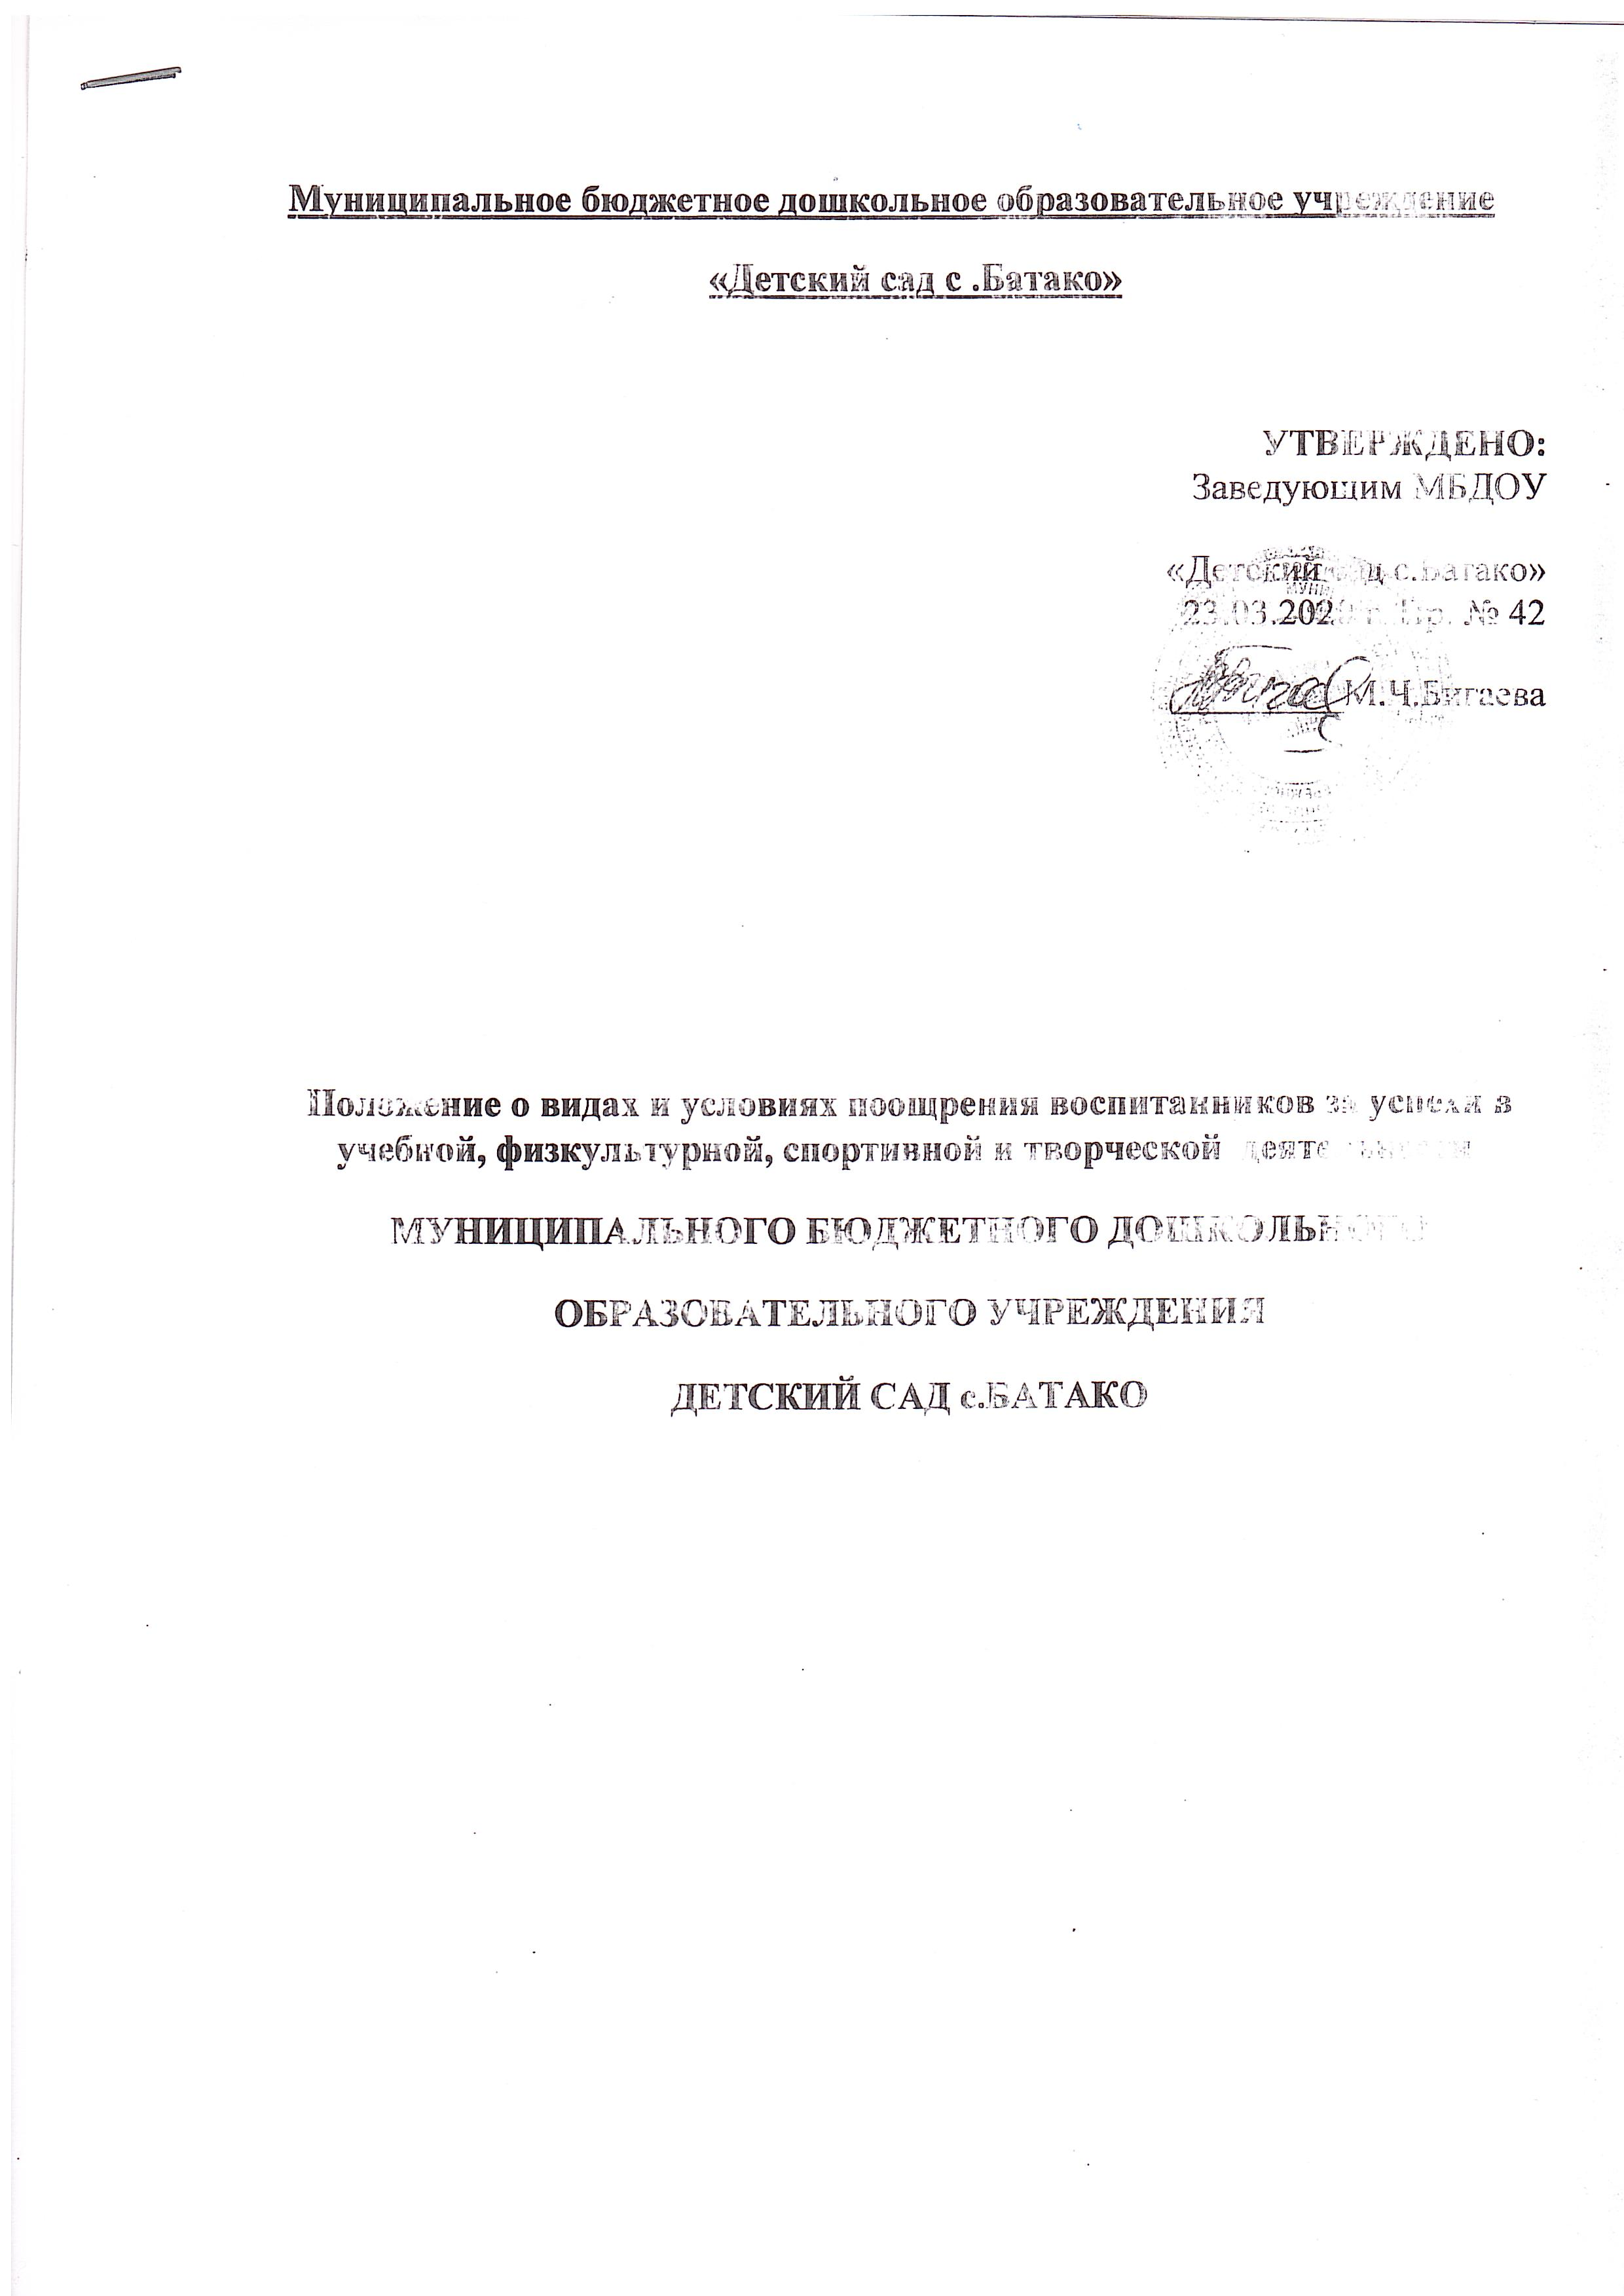 Муниципальное бюджетное дошкольное образовательное учреждение
«Детский сад с .Батако»
УТВЕРЖДЕНО:
Заведующим МБДОУ
«Детский сад с.Батако»
№ 42
М.Ч.Бигаева
Положение о видах и условиях поощрения воспитанников за успехи в
учебной, физкультурной, спортивной и творческой деятельности
МУНИЦИПАЛЬНОГО БЮДЖЕТНОГО ДОШКОЛЬНОГО
ОБРАЗОВАТЕЛЬНОГО УЧРЕЖДЕНИЯ
ДЕТСКИЙ САД с.БАТАКО